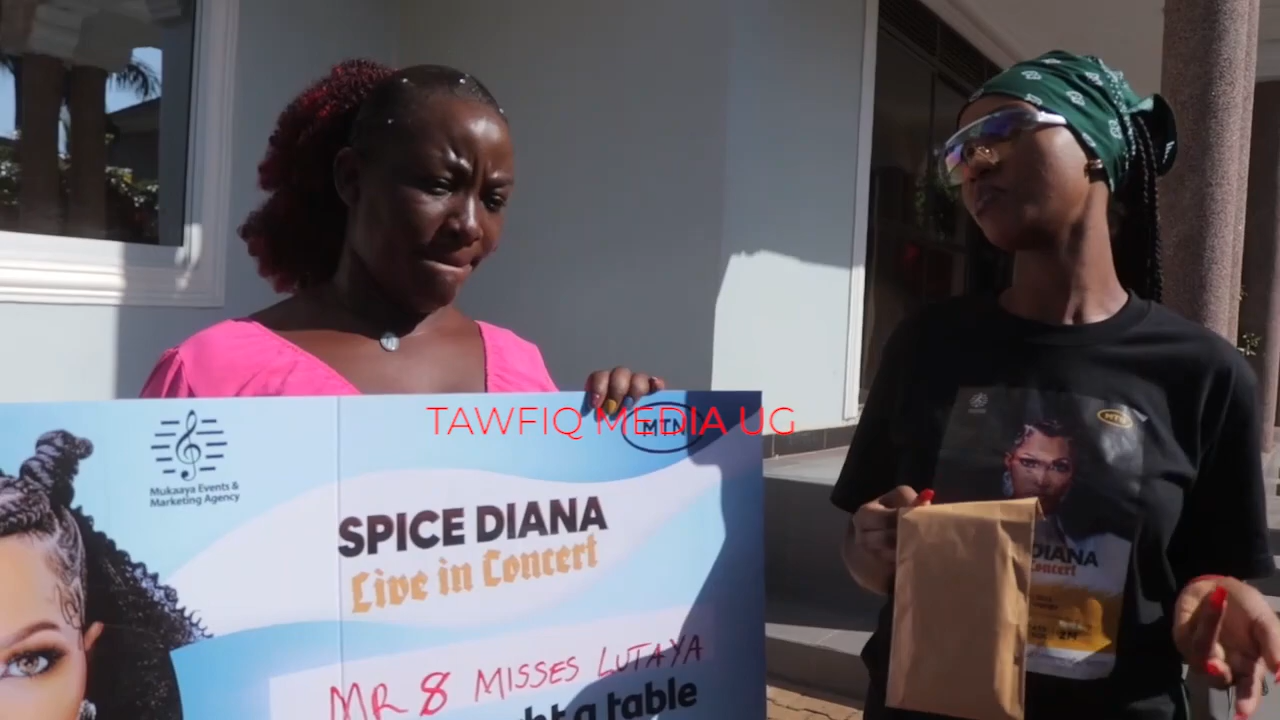 TAWFIQ MEDIA UG
MTN
Mukaaya Events &
Marketing Agency
SPICE DIANA
Live in Concert
MR & MISSES LUTAYA
a table
MTN
DIANA
Concert
2M